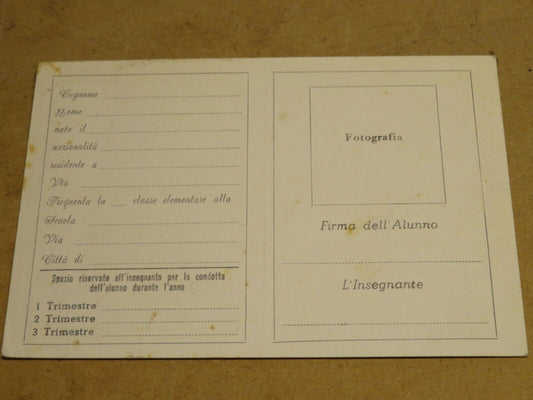 Cognome
Nome
nato il
nazionalità
residente a
Via
Frequenta la classe elementare alla
Scuola
Via
Città di
Spazio riservato all'insegnante per la condotta
dell'alunno durante l'anno
1 Trimestre
2 Trimestre
3 Trimestre
Fotografia
Firma dell'Alunno
L'Insegnante